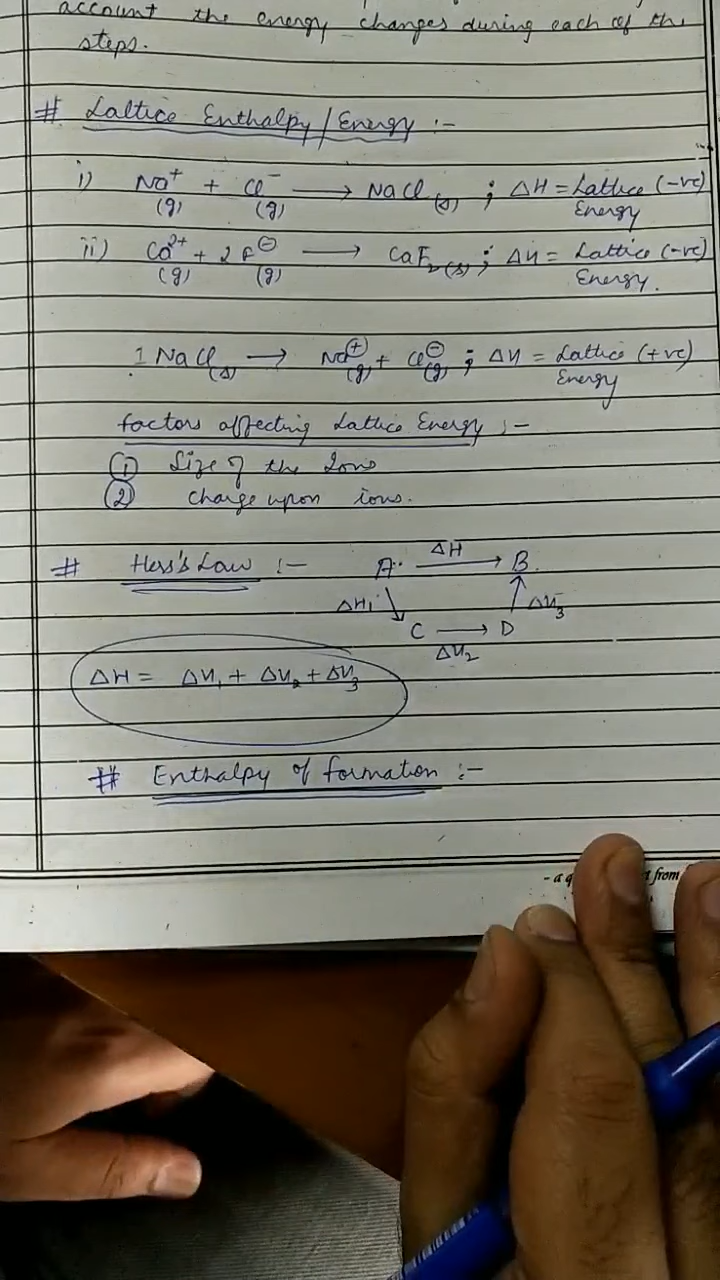 account the energy changes during each of the
steps.
# Lattice Enthalpy/Energy :-
i) Na⁺(g) + Cl⁻(g) ⟶ NaCl(s) ; ΔH = Lattice Energy (-ve)
ii) Ca²⁺(g) + 2F⊖(g) ⟶ CaF₂(s) ; ΔH = Lattice Energy. (-ve)
1 NaCl(s) ⟶ Na⊕(g) + Cl⊖(g) ; ΔH = Lattice Energy (+ve)
factors affecting Lattice Energy :-
① Size of the Ions
② charge upon ions.
# Hess's Law :- A ⟶ B
ΔH
ΔH₁ ΔH₃
C ⟶ D
ΔH₂
ΔH = ΔH₁ + ΔH₂ + ΔH₃
# Enthalpy of formation :-
- a
from